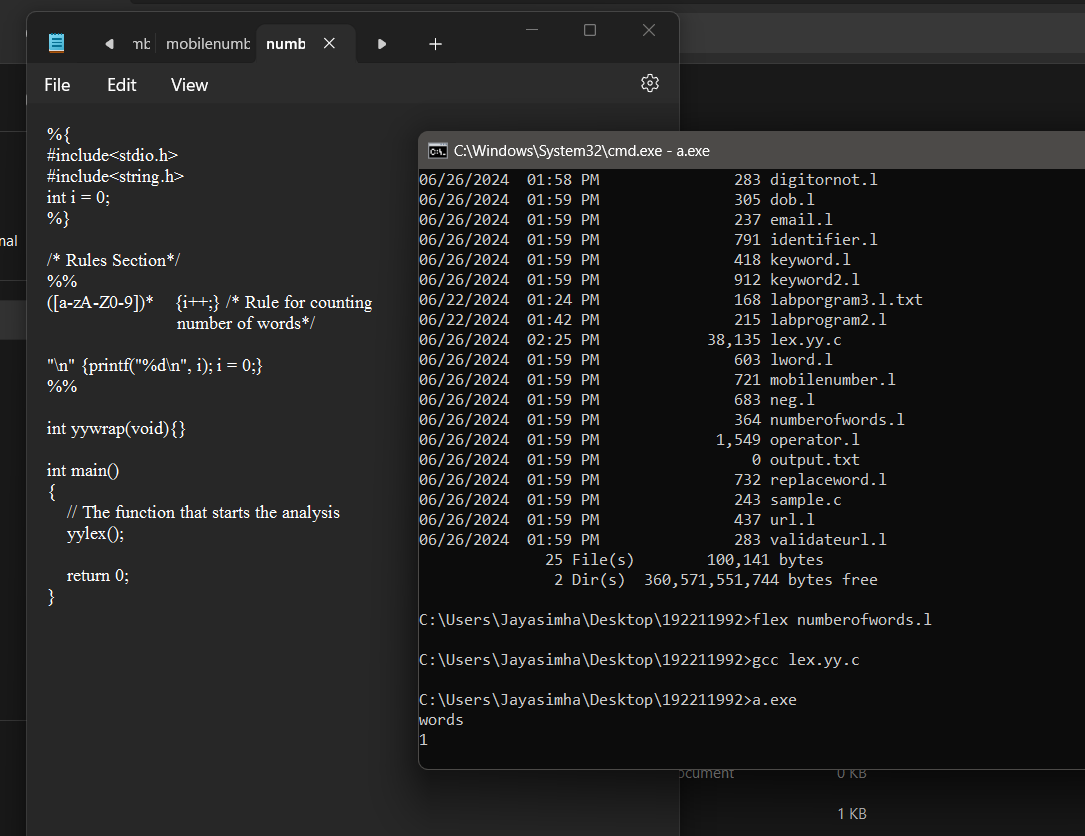 mb
mobilenumb
numb
File Edit View
%{
#include<stdio.h>
#include<string.h>
int i = 0;
%}
/* Rules Section*/
%%
([a-zA-Z0-9])* {i++;} /* Rule for counting
number of words*/
"\n" {printf("%d\n", i); i = 0;}
%%
int yywrap(void){}
int main()
{
// The function that starts the analysis
yylex();
return 0;
}
nal
C:\Windows\System32\cmd.exe - a.exe
06/26/2024 01:58 PM 283 digitornot.l
06/26/2024 01:59 PM 305 dob.l
06/26/2024 01:59 PM 237 email.l
06/26/2024 01:59 PM 791 identifier.l
06/26/2024 01:59 PM 418 keyword.l
06/26/2024 01:59 PM 912 keyword2.l
06/22/2024 01:24 PM 168 labporgram3.l.txt
06/22/2024 01:42 PM 215 labprogram2.l
06/26/2024 02:25 PM 38,135 lex.yy.c
06/26/2024 01:59 PM 603 lword.l
06/26/2024 01:59 PM 721 mobilenumber.l
06/26/2024 01:59 PM 683 neg.l
06/26/2024 01:59 PM 364 numberofwords.l
06/26/2024 01:59 PM 1,549 operator.l
06/26/2024 01:59 PM 0 output.txt
06/26/2024 01:59 PM 732 replaceword.l
06/26/2024 01:59 PM 243 sample.c
06/26/2024 01:59 PM 437 url.l
06/26/2024 01:59 PM 283 validateurl.l
25 File(s) 100,141 bytes
2 Dir(s) 360,571,551,744 bytes free
C:\Users\Jayasimha\Desktop\192211992>flex numberofwords.l
C:\Users\Jayasimha\Desktop\192211992>gcc lex.yy.c
C:\Users\Jayasimha\Desktop\192211992>a.exe
words
1
ocument 0 KB
1 KB